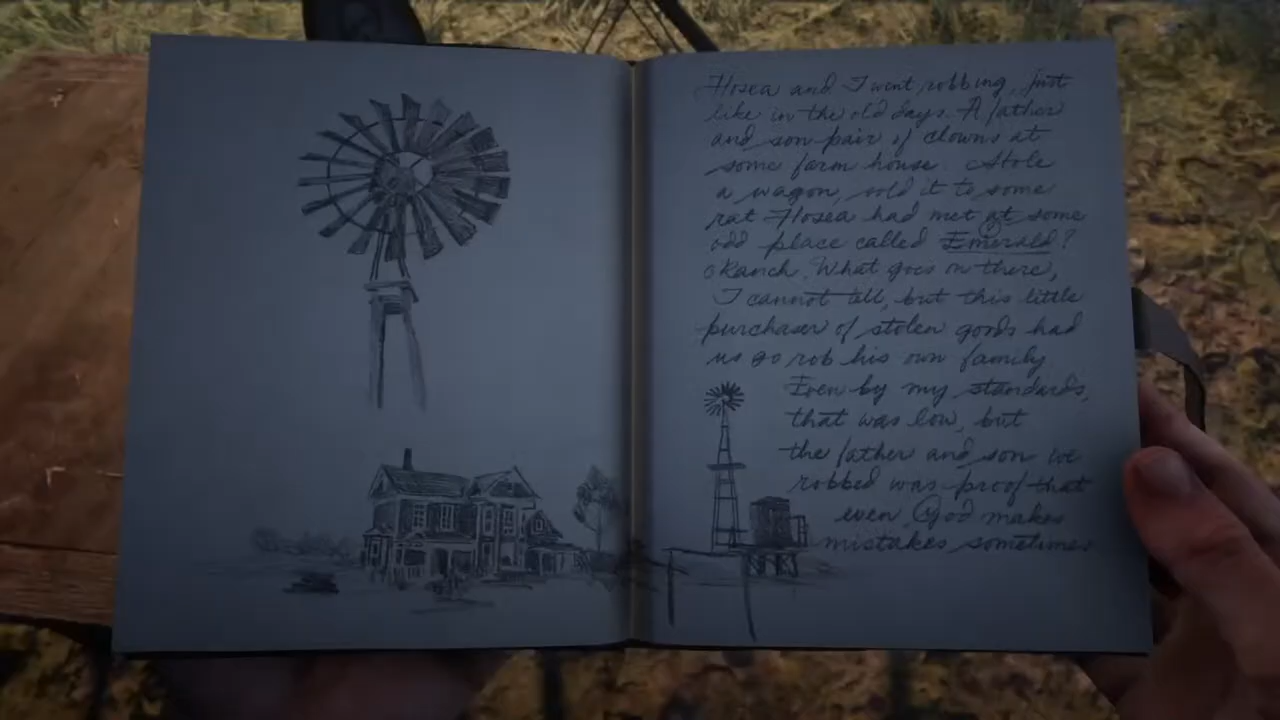 Hosea and I went robbing, just
like in the old days. A father
and son pair of clowns at
some farm house. Stole
a wagon, sold it to some
rat Hosea had met at some
odd place called Emerald?
Ranch. What goes on there,
I cannot tell, but this little
purchaser of stolen goods had
us go rob his own family
Even by my standards,
that was low, but
the father and son we
robbed was proof that
even God makes
mistakes sometimes